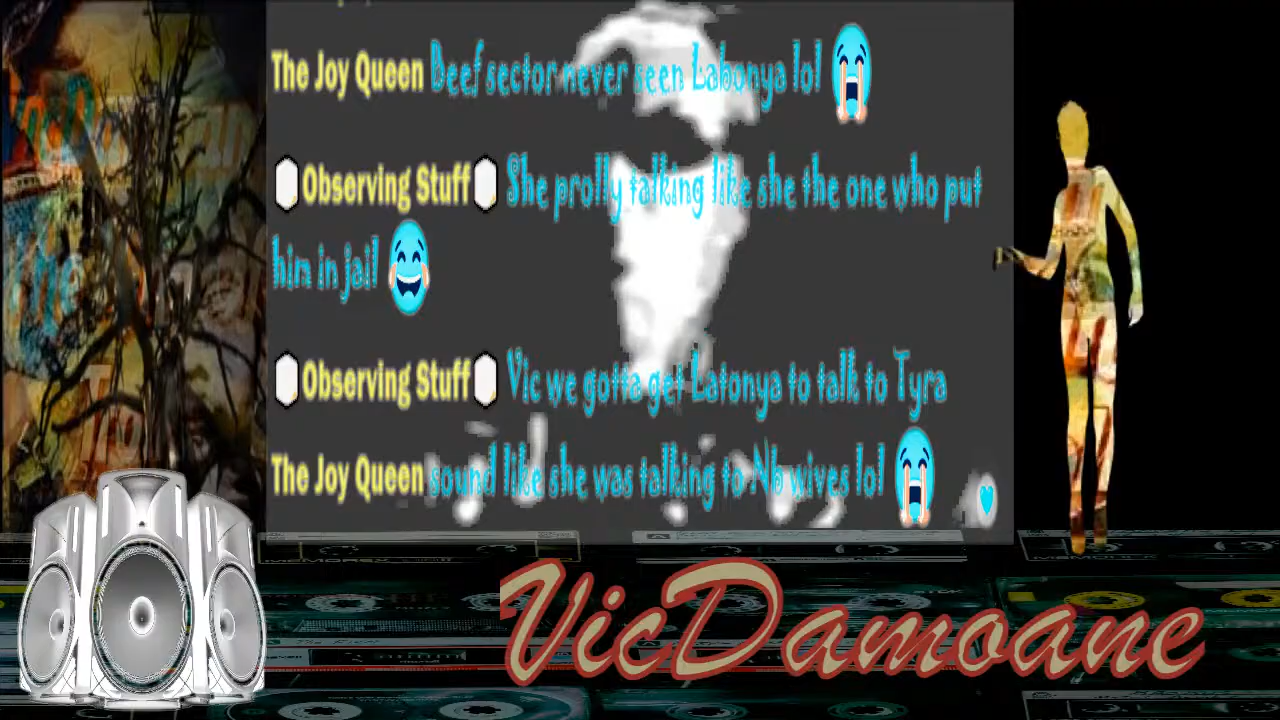 The Joy Queen Beef sector never seen Labonya lol 😭
Observing Stuff She prolly talking like she the one who put
him in jail 😂
Observing Stuff Vic we gotta get Latonya to talk to Tyra
The Joy Queen sound like she was talking to Nb wives lol 😭
VicDamoane